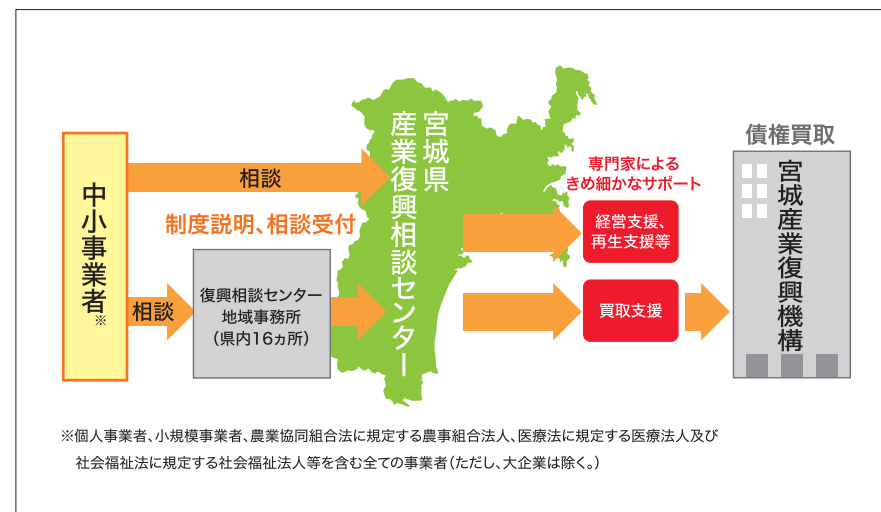 中小事業者※
相談
制度説明、相談受付
相談
復興相談センター
地域事務所
（県内16ヵ所）
宮城県
産業復興相談センター
専門家による
きめ細かなサポート
経営支援、
再生支援等
買取支援
債権買取
宮城産業復興機構
※個人事業者、小規模事業者、農業協同組合法に規定する農事組合法人、医療法に規定する医療法人及び
社会福祉法に規定する社会福祉法人等を含む全ての事業者（ただし、大企業は除く。）